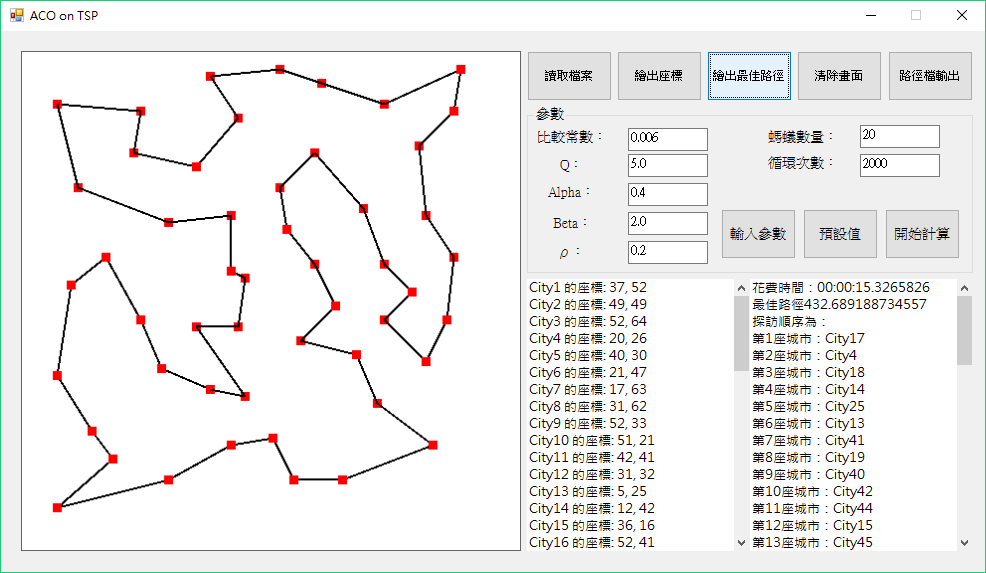 ACO on TSP
讀取檔案 繪出座標 繪出最佳路徑 清除畫面 路徑檔輸出
參數
比較常數： 0.006 螞蟻數量： 20
Q： 5.0 循環次數： 2000
Alpha： 0.4
Beta： 2.0
ρ： 0.2
輸入參數 預設值 開始計算
City1 的座標: 37, 52
City2 的座標: 49, 49
City3 的座標: 52, 64
City4 的座標: 20, 26
City5 的座標: 40, 30
City6 的座標: 21, 47
City7 的座標: 17, 63
City8 的座標: 31, 62
City9 的座標: 52, 33
City10 的座標: 51, 21
City11 的座標: 42, 41
City12 的座標: 31, 32
City13 的座標: 5, 25
City14 的座標: 12, 42
City15 的座標: 36, 16
City16 的座標: 52, 41
花費時間：00:00:15.3265826
最佳路徑432.689188734557
探訪順序為：
第1座城市：City17
第2座城市：City4
第3座城市：City18
第4座城市：City14
第5座城市：City25
第6座城市：City13
第7座城市：City41
第8座城市：City19
第9座城市：City40
第10座城市：City42
第11座城市：City44
第12座城市：City15
第13座城市：City45